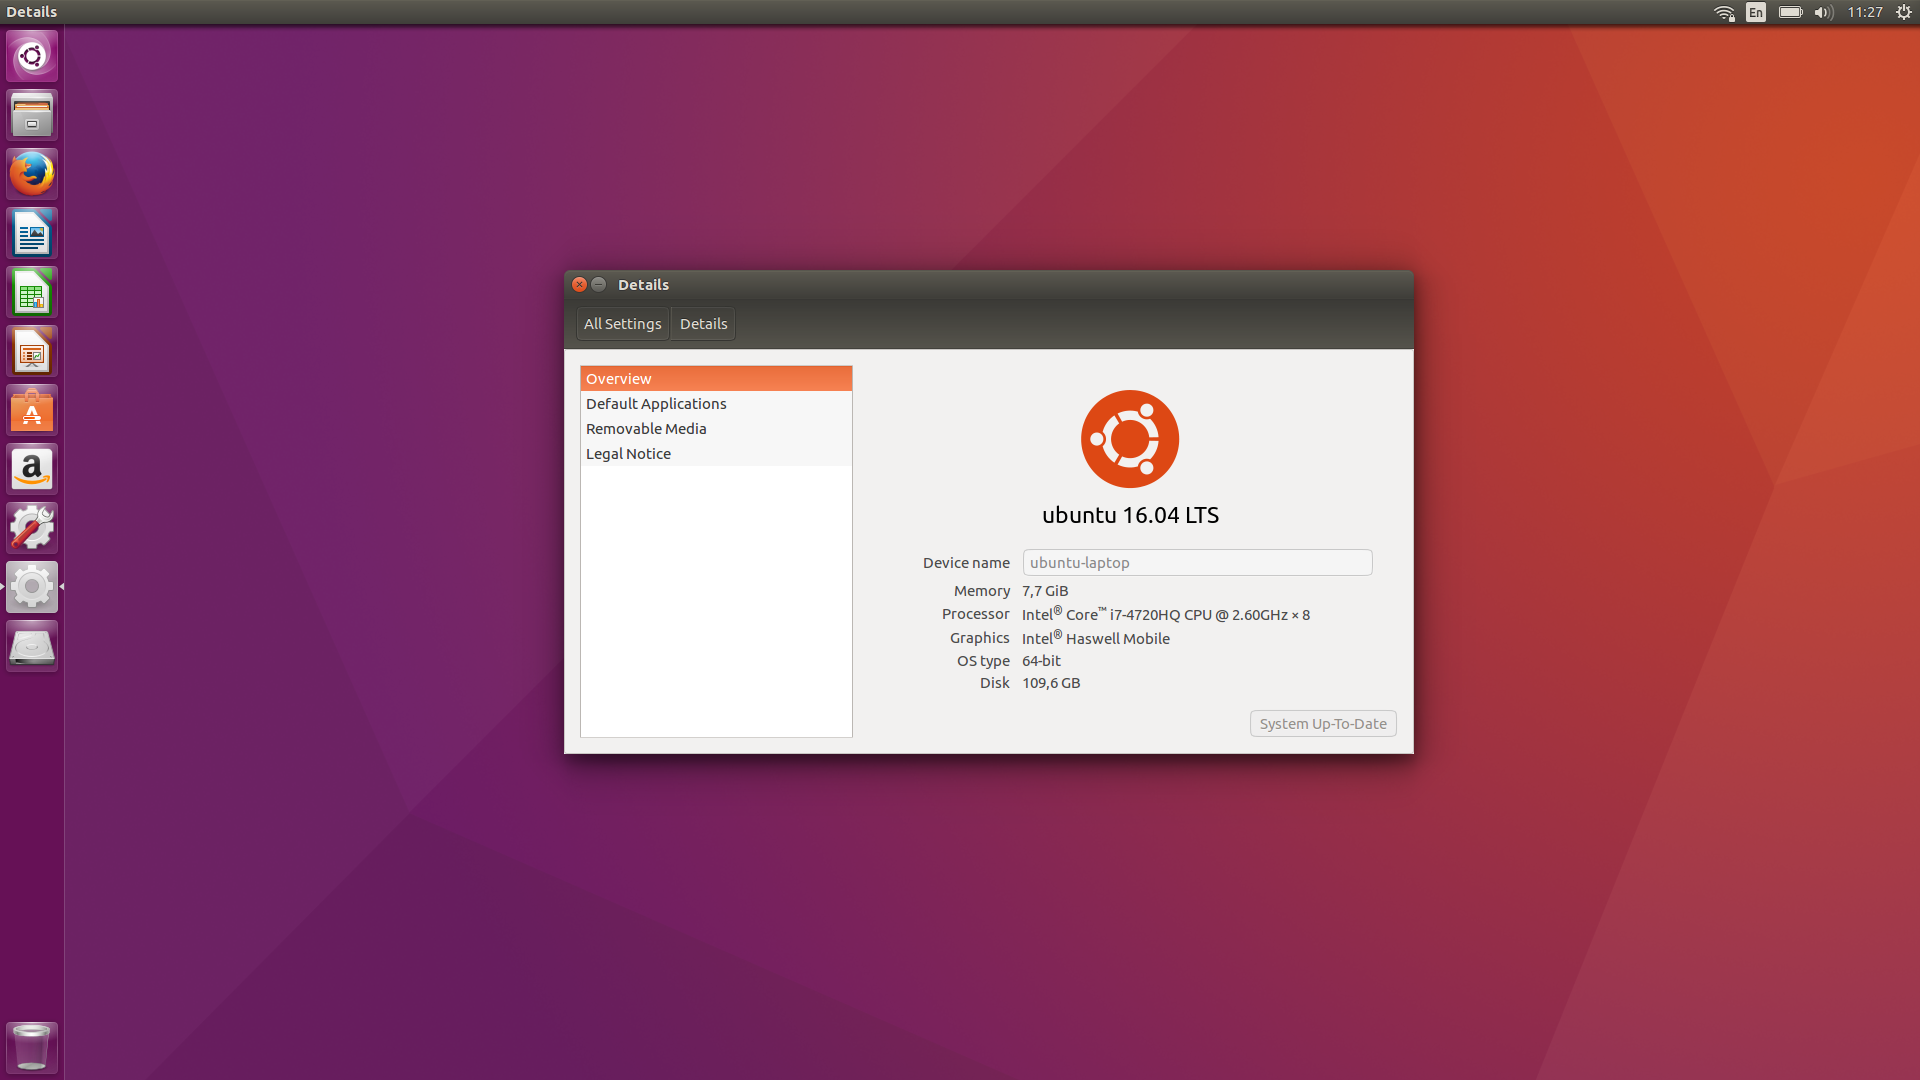 Details
En
11:27
Details
All Settings
Details
Overview
Default Applications
Removable Media
Legal Notice
ubuntu 16.04 LTS
Device name ubuntu-laptop
Memory 7,7 GiB
Processor Intel® Core™ i7-4720HQ CPU @ 2.60GHz × 8
Graphics Intel® Haswell Mobile
OS type 64-bit
Disk 109,6 GB
System Up-To-Date